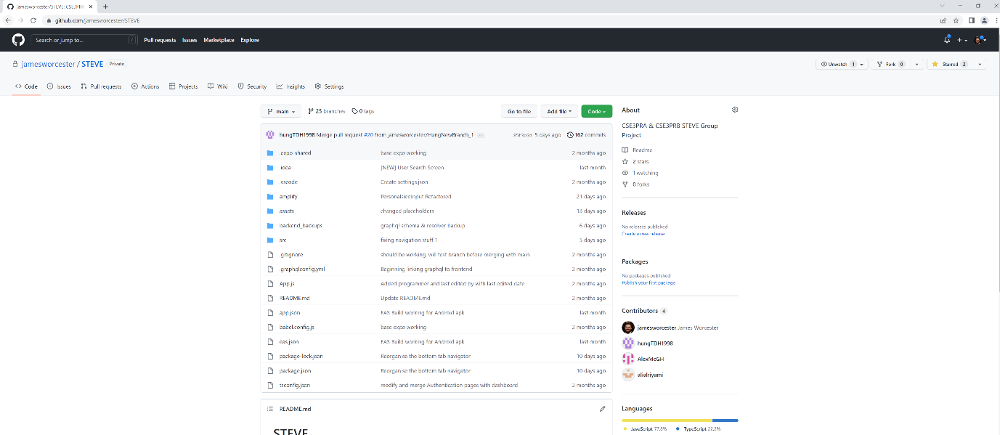 jamesworcester/STEVE: CSE3PRA
github.com/jamesworcester/STEVE
Search or jump to... /
Pull requests Issues Marketplace Explore
jamesworcester / STEVE Private
Unwatch 1 Fork 0 Starred 2
Code Issues Pull requests Actions Projects Wiki Security Insights Settings
main 25 branches 0 tags Go to file Add file Code
hungTDH1998 Merge pull request #20 from jamesworcester/HungNewBranch_1 ... 5 days ago 162 commits
.expo-shared base expo working 2 months ago
.idea [NEW] User Search Screen last month
.vscode Create settings.json 2 months ago
amplify PersonalsiedInput Refactored 21 days ago
assets changed placeholders 13 days ago
backend_backups graphql schema & resolver backup 6 days ago
src fixing navigation stuff 1 5 days ago
.gitignore should be working, will test branch before merging with main 2 months ago
.graphqlconfig.yml Beginning linking graphql to frontend 2 months ago
App.js Added programmer and last edited by with last edited date 2 months ago
README.md Update README.md 2 months ago
app.json EAS Build working for Android apk last month
babel.config.js base expo working 2 months ago
eas.json EAS Build working for Android apk last month
package-lock.json Reorganise the bottom tab navigator 10 days ago
package.json Reorganise the bottom tab navigator 10 days ago
tsconfig.json modify and merge Authentication pages with dashboard 2 months ago
README.md
STEVE
About
CSE3PRA & CSE3PRB STEVE Group
Project
Readme
2 stars
1 watching
0 forks
Releases
No releases published
Create a new release
Packages
No packages published
Publish your first package
Contributors 4
jamesworcester James Worcester
hungTDH1998
AlexMcGH
alialriyami
Languages
JavaScript 77.8% TypeScript 22.2%